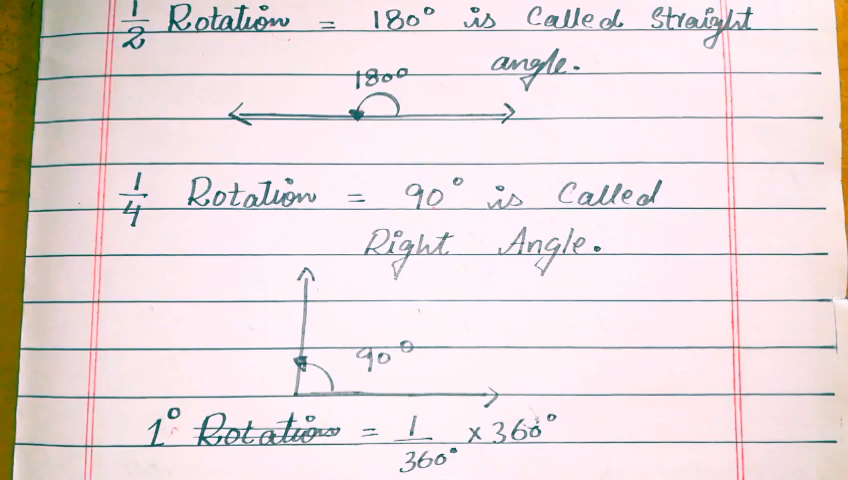 1/2 Rotation = 180° is Called Straight
angle.
180°
1/4 Rotation = 90° is Called
Right Angle.
90°
1° Rotation = 1/360° x 360°